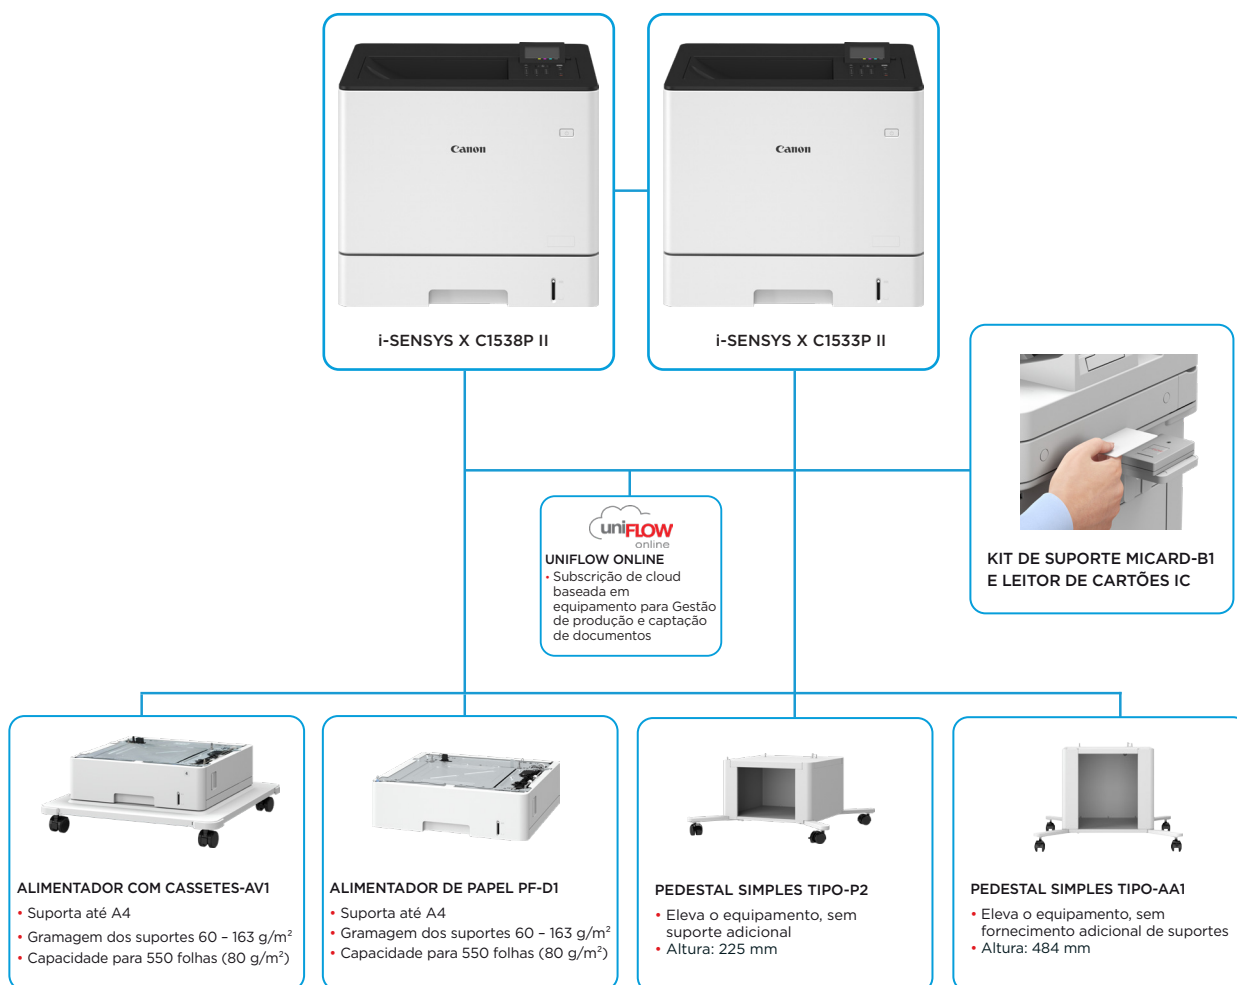 Canon
Canon
i-SENSYS X C1538P II
i-SENSYS X C1533P II
KIT DE SUPORTE MICARD-B1
E LEITOR DE CARTÕES IC
uniFLOW
online
UNIFLOW ONLINE
• Subscrição de cloud
baseada em
equipamento para Gestão
de produção e captação
de documentos
ALIMENTADOR COM CASSETES-AV1
• Suporta até A4
• Gramagem dos suportes 60 – 163 g/m²
• Capacidade para 550 folhas (80 g/m²)
ALIMENTADOR DE PAPEL PF-D1
• Suporta até A4
• Gramagem dos suportes 60 – 163 g/m²
• Capacidade para 550 folhas (80 g/m²)
PEDESTAL SIMPLES TIPO-P2
• Eleva o equipamento, sem
suporte adicional
• Altura: 225 mm
PEDESTAL SIMPLES TIPO-AA1
• Eleva o equipamento, sem
fornecimento adicional de suportes
• Altura: 484 mm